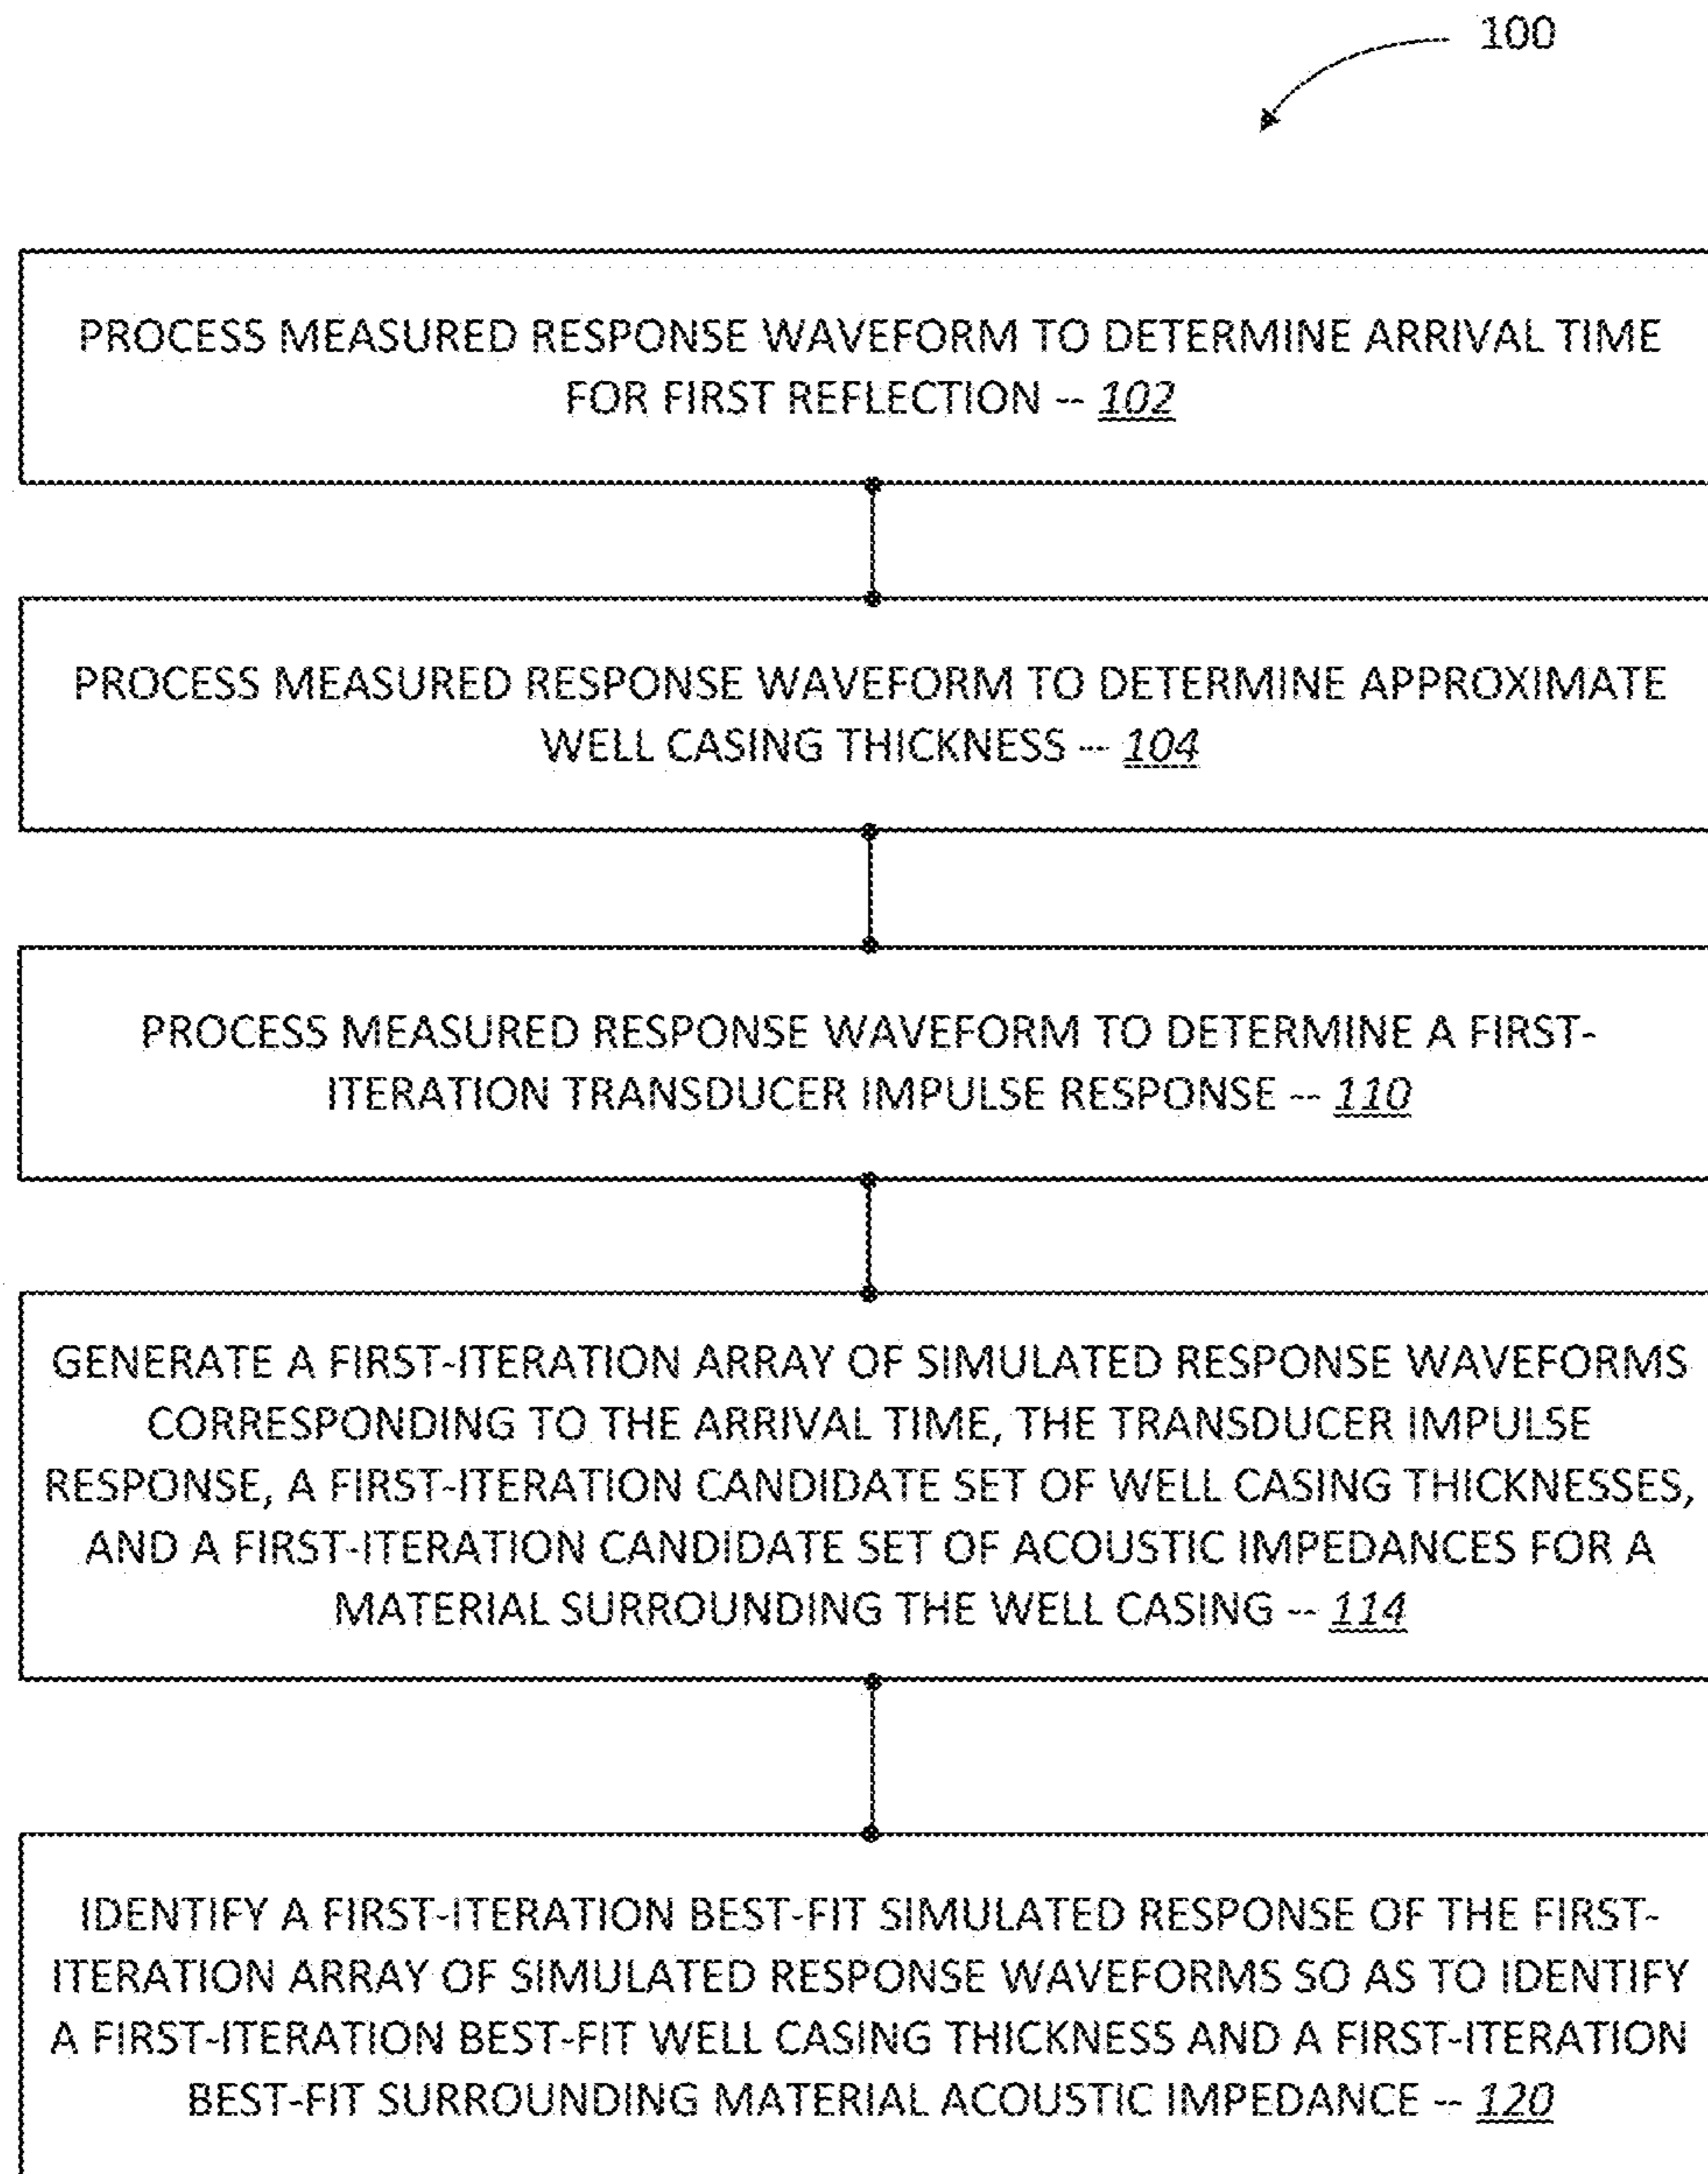 100
PROCESS MEASURED RESPONSE WAVEFORM TO DETERMINE ARRIVAL TIME
FOR FIRST REFLECTION -- 102
PROCESS MEASURED RESPONSE WAVEFORM TO DETERMINE APPROXIMATE
WELL CASING THICKNESS -- 104
PROCESS MEASURED RESPONSE WAVEFORM TO DETERMINE A FIRST-
ITERATION TRANSDUCER IMPULSE RESPONSE -- 110
GENERATE A FIRST-ITERATION ARRAY OF SIMULATED RESPONSE WAVEFORMS
CORRESPONDING TO THE ARRIVAL TIME, THE TRANSDUCER IMPULSE
RESPONSE, A FIRST-ITERATION CANDIDATE SET OF WELL CASING THICKNESSES,
AND A FIRST-ITERATION CANDIDATE SET OF ACOUSTIC IMPEDANCES FOR A
MATERIAL SURROUNDING THE WELL CASING -- 114
IDENTIFY A FIRST-ITERATION BEST-FIT SIMULATED RESPONSE OF THE FIRST-
ITERATION ARRAY OF SIMULATED RESPONSE WAVEFORMS SO AS TO IDENTIFY
A FIRST-ITERATION BEST-FIT WELL CASING THICKNESS AND A FIRST-ITERATION
BEST-FIT SURROUNDING MATERIAL ACOUSTIC IMPEDANCE -- 120